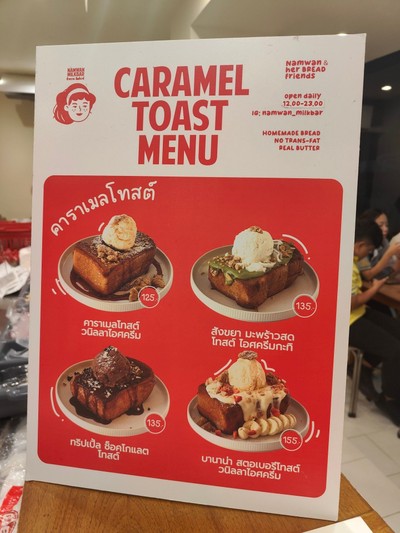 NAMWAN
MILKBAR
CARAMEL
TOAST
MENU
NAMWAN &
HER BREAD
FRIENDS
OPEN DAILY
12.00-23.00
IG; namwan_milkbar
HOMEMADE BREAD
NO TRANS-FAT
REAL BUTTER
คาราเมลโทสต์
125.
135.
คาราเมลโทสต์
วนิลลาไอศครีม
สังขยา มะพร้าวสด
โทสต์ ไอศครีมกะทิ
135.
155.
ทริปเปิ้ล ช็อคโกแลต
โทสต์
บานาน่า สตอเบอรี่โทสต์
วนิลลาไอศครีม